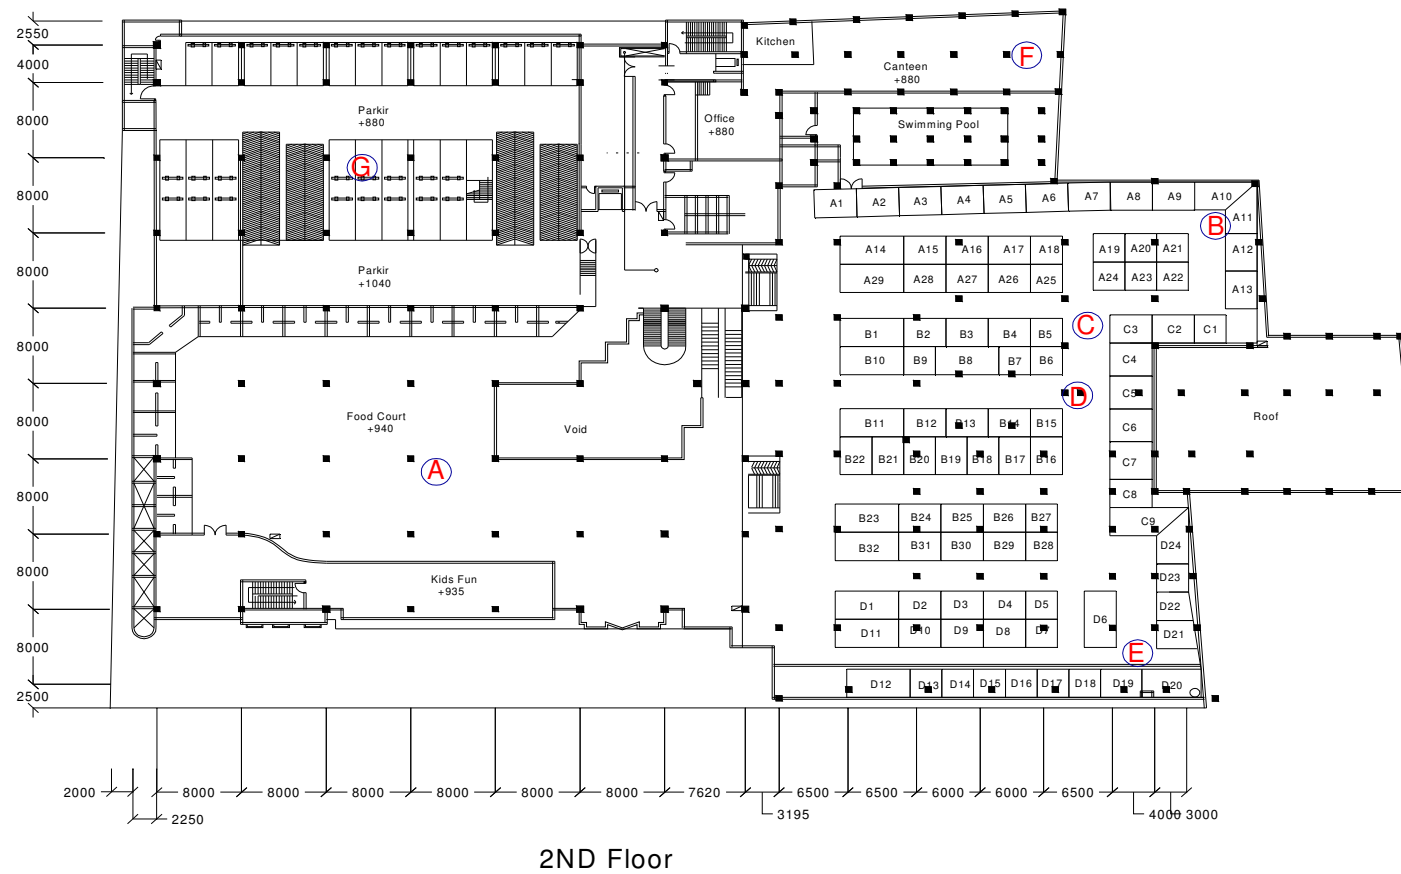 2550
4000
8000
8000
8000
8000
8000
8000
8000
8000
2500
Kitchen
F
Canteen
+880
Parkir
+880
Office
+880
Swimming Pool
G
A1 A2 A3 A4 A5 A6 A7 A8 A9 A10
B
A11
A12
A13
A14 A15 A16 A17 A18
A19 A20 A21
A29 A28 A27 A26 A25
A24 A23 A22
Parkir
+1040
B1 B2 B3 B4 B5
C
C3 C2 C1
B10 B9 B8 B7 B6
C4
D
C5
Roof
Food Court
+940
Void
B11 B12 B13 B14 B15
C6
A
B22 B21 B20 B19 B18 B17 B16
C7
C8
B23 B24 B25 B26 B27
C9
B32 B31 B30 B29 B28
D24
D23
Kids Fun
+935
D1 D2 D3 D4 D5
D6
D22
D11 D10 D9 D8 D7
D21
E
D12 D13 D14 D15 D16 D17 D18 D19 D20
2000 8000 8000 8000 8000 8000 8000 7620 6500 6500 6000 6000 6500
2250 3195 4000 3000
2ND Floor